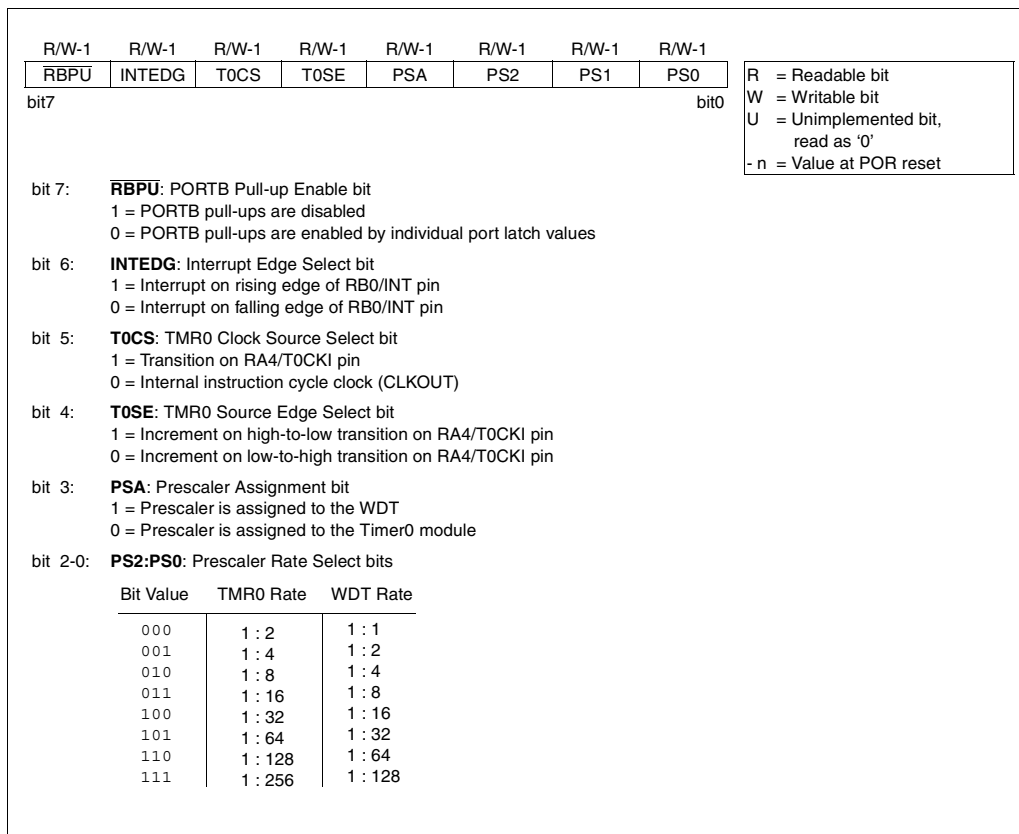 R/W-1 R/W-1 R/W-1 R/W-1 R/W-1 R/W-1 R/W-1 R/W-1
RBPU INTEDG T0CS T0SE PSA PS2 PS1 PS0
bit7 bit0
R = Readable bit
W = Writable bit
U = Unimplemented bit,
read as ‘0’
- n = Value at POR reset
bit 7: RBPU: PORTB Pull-up Enable bit
1 = PORTB pull-ups are disabled
0 = PORTB pull-ups are enabled by individual port latch values
bit 6: INTEDG: Interrupt Edge Select bit
1 = Interrupt on rising edge of RB0/INT pin
0 = Interrupt on falling edge of RB0/INT pin
bit 5: T0CS: TMR0 Clock Source Select bit
1 = Transition on RA4/T0CKI pin
0 = Internal instruction cycle clock (CLKOUT)
bit 4: T0SE: TMR0 Source Edge Select bit
1 = Increment on high-to-low transition on RA4/T0CKI pin
0 = Increment on low-to-high transition on RA4/T0CKI pin
bit 3: PSA: Prescaler Assignment bit
1 = Prescaler is assigned to the WDT
0 = Prescaler is assigned to the Timer0 module
bit 2-0: PS2:PS0: Prescaler Rate Select bits
Bit Value TMR0 Rate WDT Rate
000 1 : 2 1 : 1
001 1 : 4 1 : 2
010 1 : 8 1 : 4
011 1 : 16 1 : 8
100 1 : 32 1 : 16
101 1 : 64 1 : 32
110 1 : 128 1 : 64
111 1 : 256 1 : 128